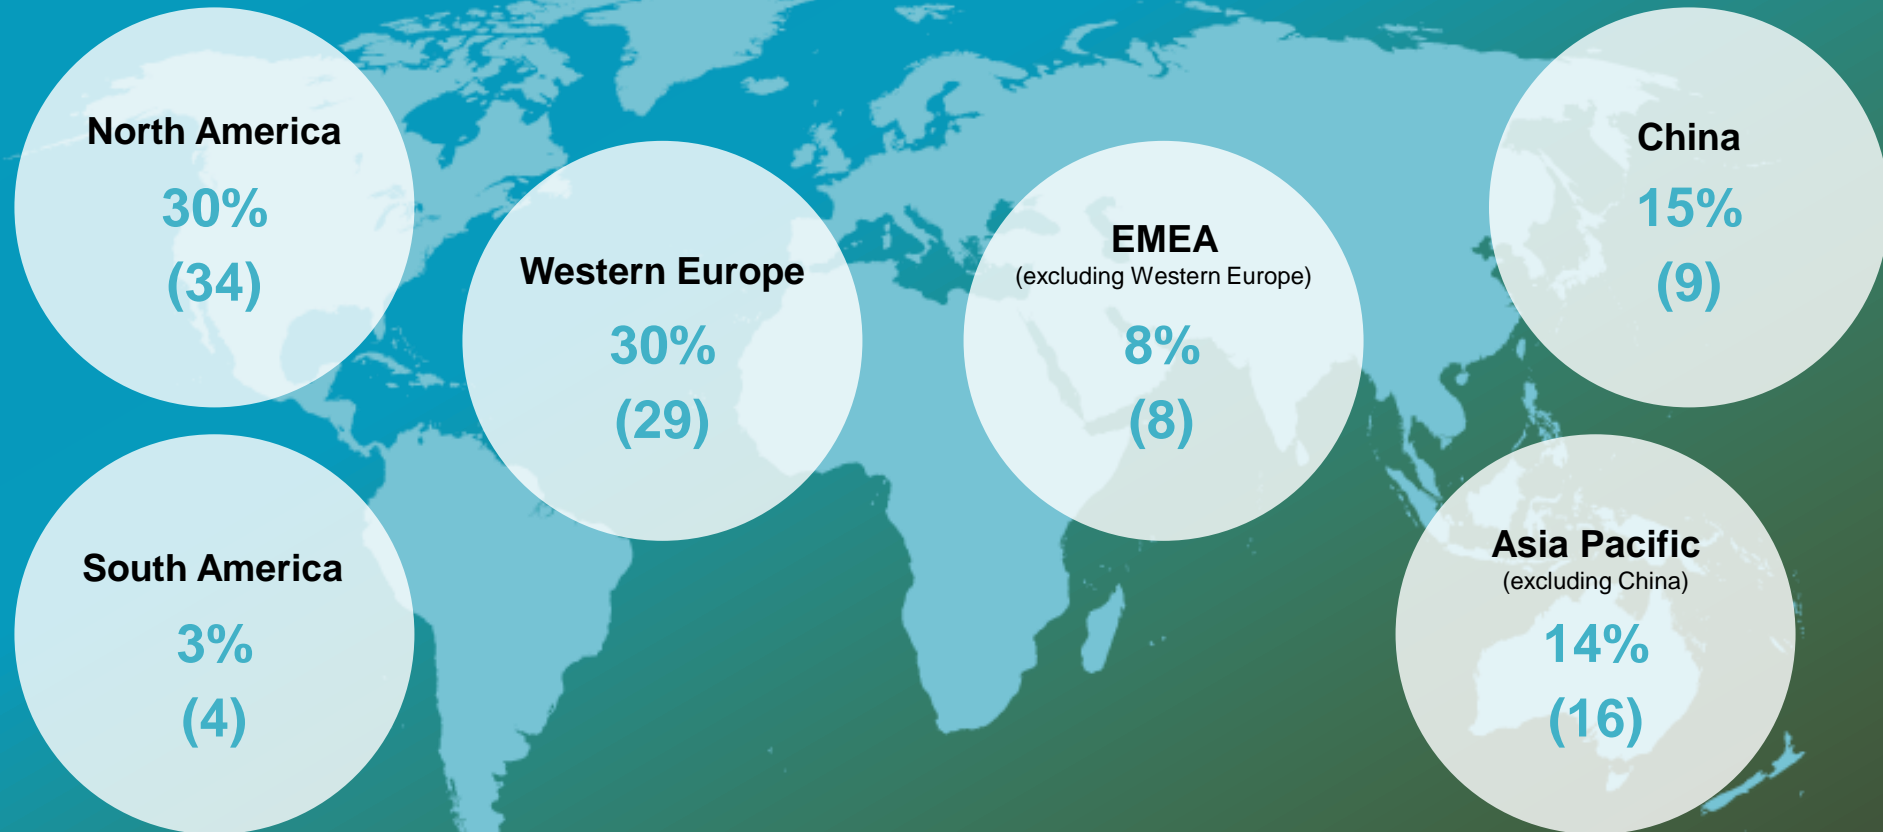 North America
30%
(34)
Western Europe
30%
(29)
EMEA
(excluding Western Europe)
8%
(8)
China
15%
(9)
South America
3%
(4)
Asia Pacific
(excluding China)
14%
(16)